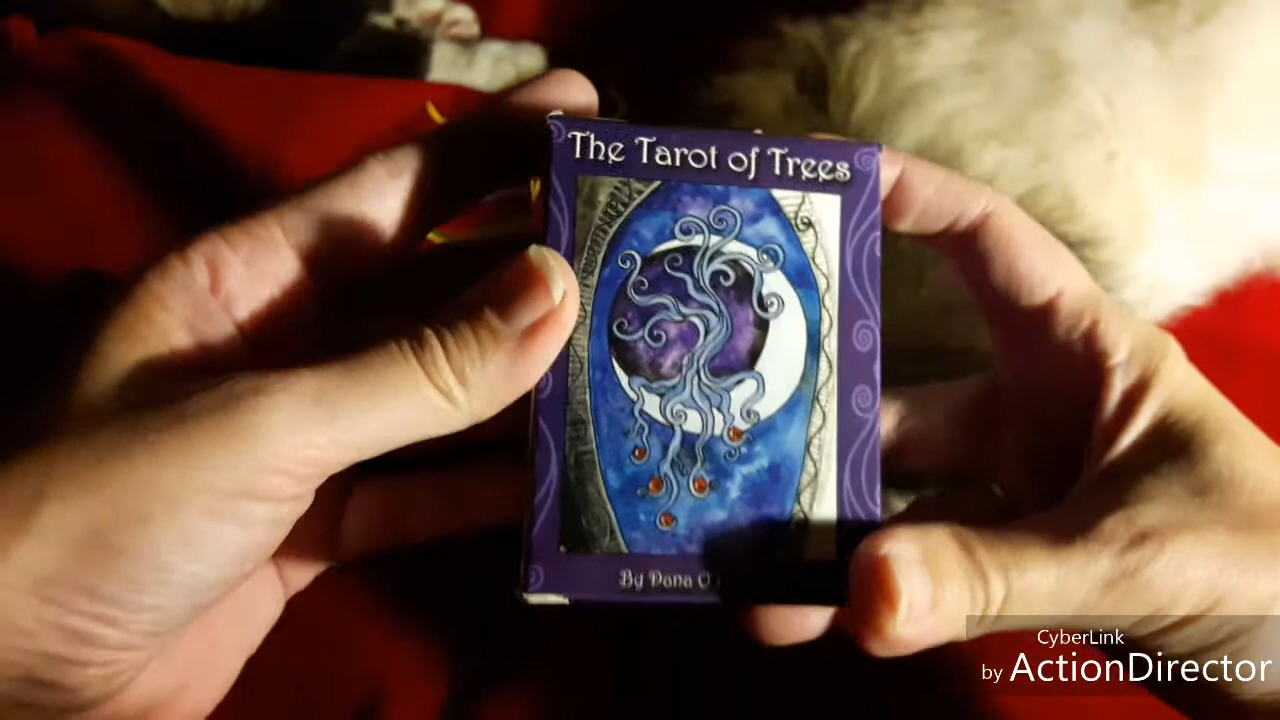 The Tarot of Trees
By Dana O
CyberLink
by ActionDirector